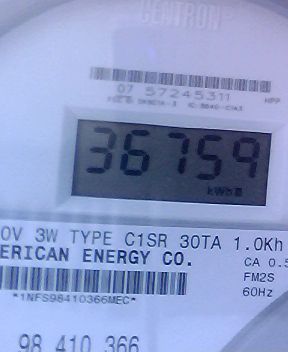 CENTRON
07 57245311
36759
kWh
0V 3W TYPE C1SR 30TA 1.0Kh
ERICAN ENERGY CO.
CA 0.5
FM2S
*1NFS98410366MEC*
60Hz
98 410 366